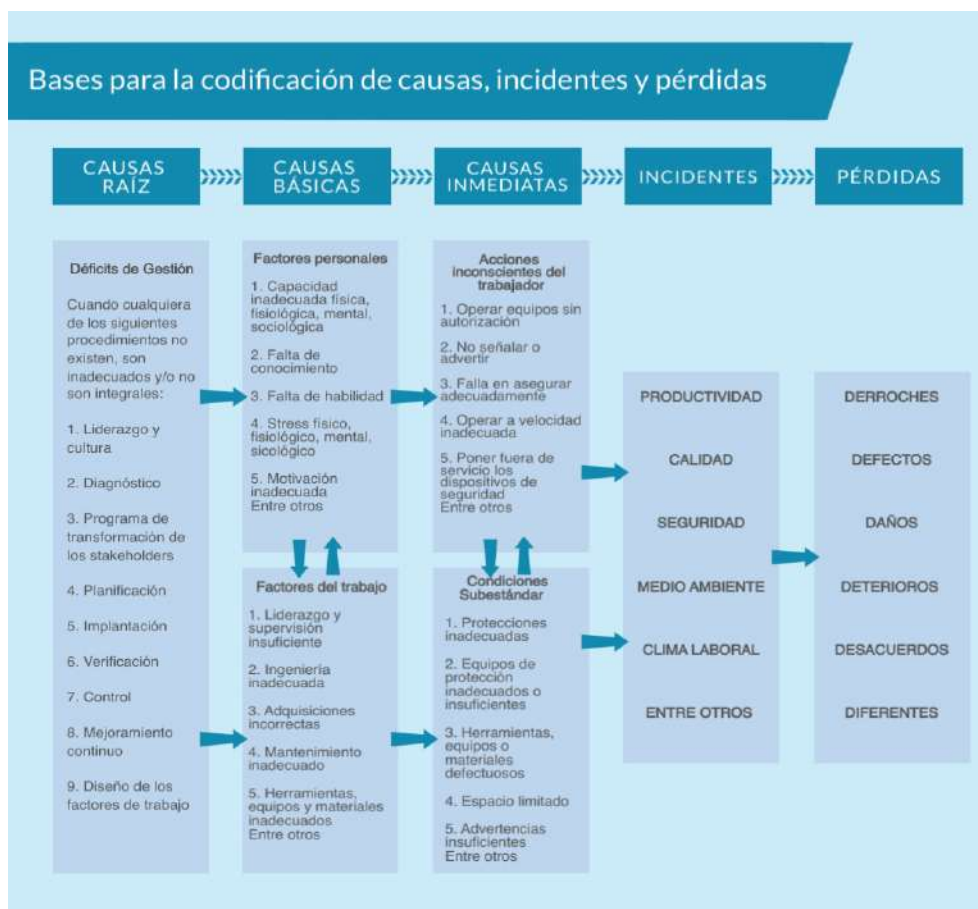 Bases para la codificación de causas, incidentes y pérdidas
CAUSAS
RAÍZ
CAUSAS
BÁSICAS
CAUSAS
INMEDIATAS
INCIDENTES
PÉRDIDAS
Déficits de Gestión
Cuando cualquiera
de los siguientes
procedimientos no
existen, son
inadecuados y/o no
son integrales:
1. Liderazgo y
cultura
2. Diagnóstico
3. Programa de
transformación de
los stakeholders
4. Planificación
5. Implantación
6. Verificación
7. Control
8. Mejoramiento
continuo
9. Diseño de los
factores de trabajo
Factores personales
1. Capacidad
inadecuada física,
fisiológica, mental,
sociológica
2. Falta de
conocimiento
3. Falta de habilidad
4. Stress físico,
fisiológico, mental,
sicológico
5. Motivación
inadecuada
Entre otros
Factores del trabajo
1. Liderazgo y
supervisión
insuficiente
2. Ingeniería
inadecuada
3. Adquisiciones
incorrectas
4. Mantenimiento
inadecuado
5. Herramientas,
equipos y materiales
inadecuados
Entre otros
Acciones
inconscientes del
trabajador
1. Operar equipos sin
autorización
2. No señalar o
advertir
3. Falla en asegurar
adecuadamente
4. Operar a velocidad
inadecuada
5. Poner fuera de
servicio los
dispositivos de
seguridad
Entre otros
Condiciones
Subestándar
1. Protecciones
inadecuadas
2. Equipos de
protección
inadecuados o
insuficientes
3. Herramientas,
equipos o
materiales
defectuosos
4. Espacio limitado
5. Advertencias
insuficientes
Entre otros
PRODUCTIVIDAD
CALIDAD
SEGURIDAD
MEDIO AMBIENTE
CLIMA LABORAL
ENTRE OTROS
DERROCHES
DEFECTOS
DAÑOS
DETERIOROS
DESACUERDOS
DIFERENTES